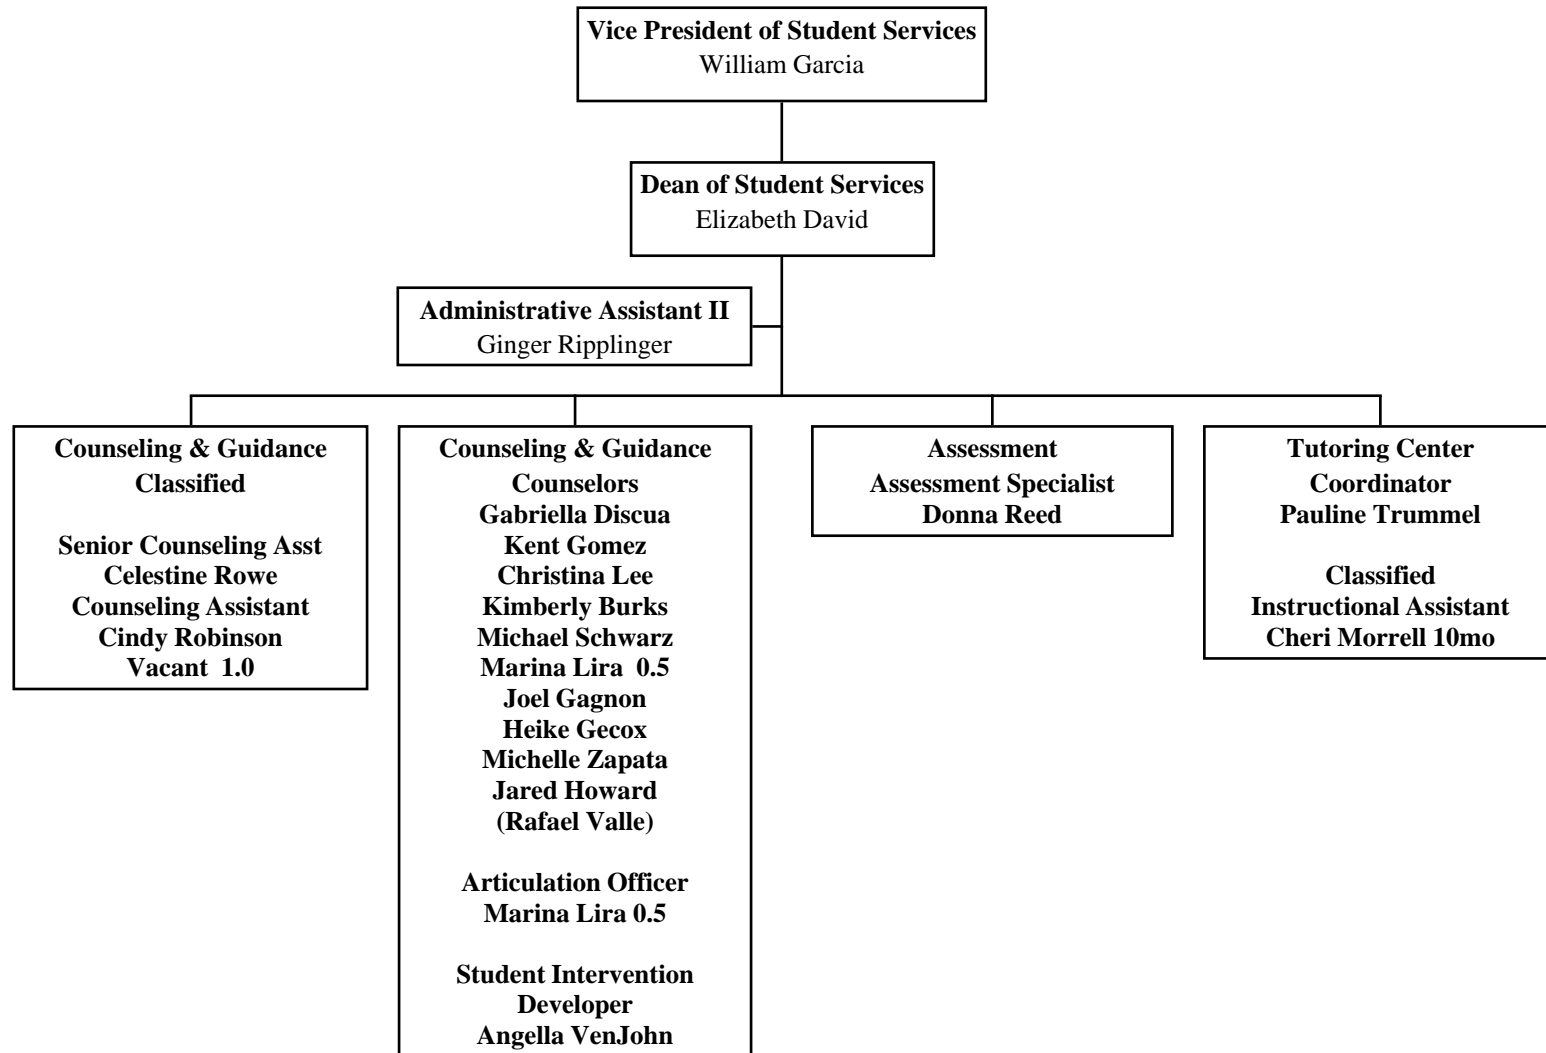 Vice President of Student Services
William Garcia
Dean of Student Services
Elizabeth David
Administrative Assistant II
Ginger Ripplinger
Counseling & Guidance
Classified
Senior Counseling Asst
Celestine Rowe
Counseling Assistant
Cindy Robinson
Vacant 1.0
Counseling & Guidance
Counselors
Gabriella Discua
Kent Gomez
Christina Lee
Kimberly Burks
Michael Schwarz
Marina Lira 0.5
Joel Gagnon
Heike Gecox
Michelle Zapata
Jared Howard
(Rafael Valle)
Articulation Officer
Marina Lira 0.5
Student Intervention
Developer
Angella VenJohn
Assessment
Assessment Specialist
Donna Reed
Tutoring Center
Coordinator
Pauline Trummel
Classified
Instructional Assistant
Cheri Morrell 10mo